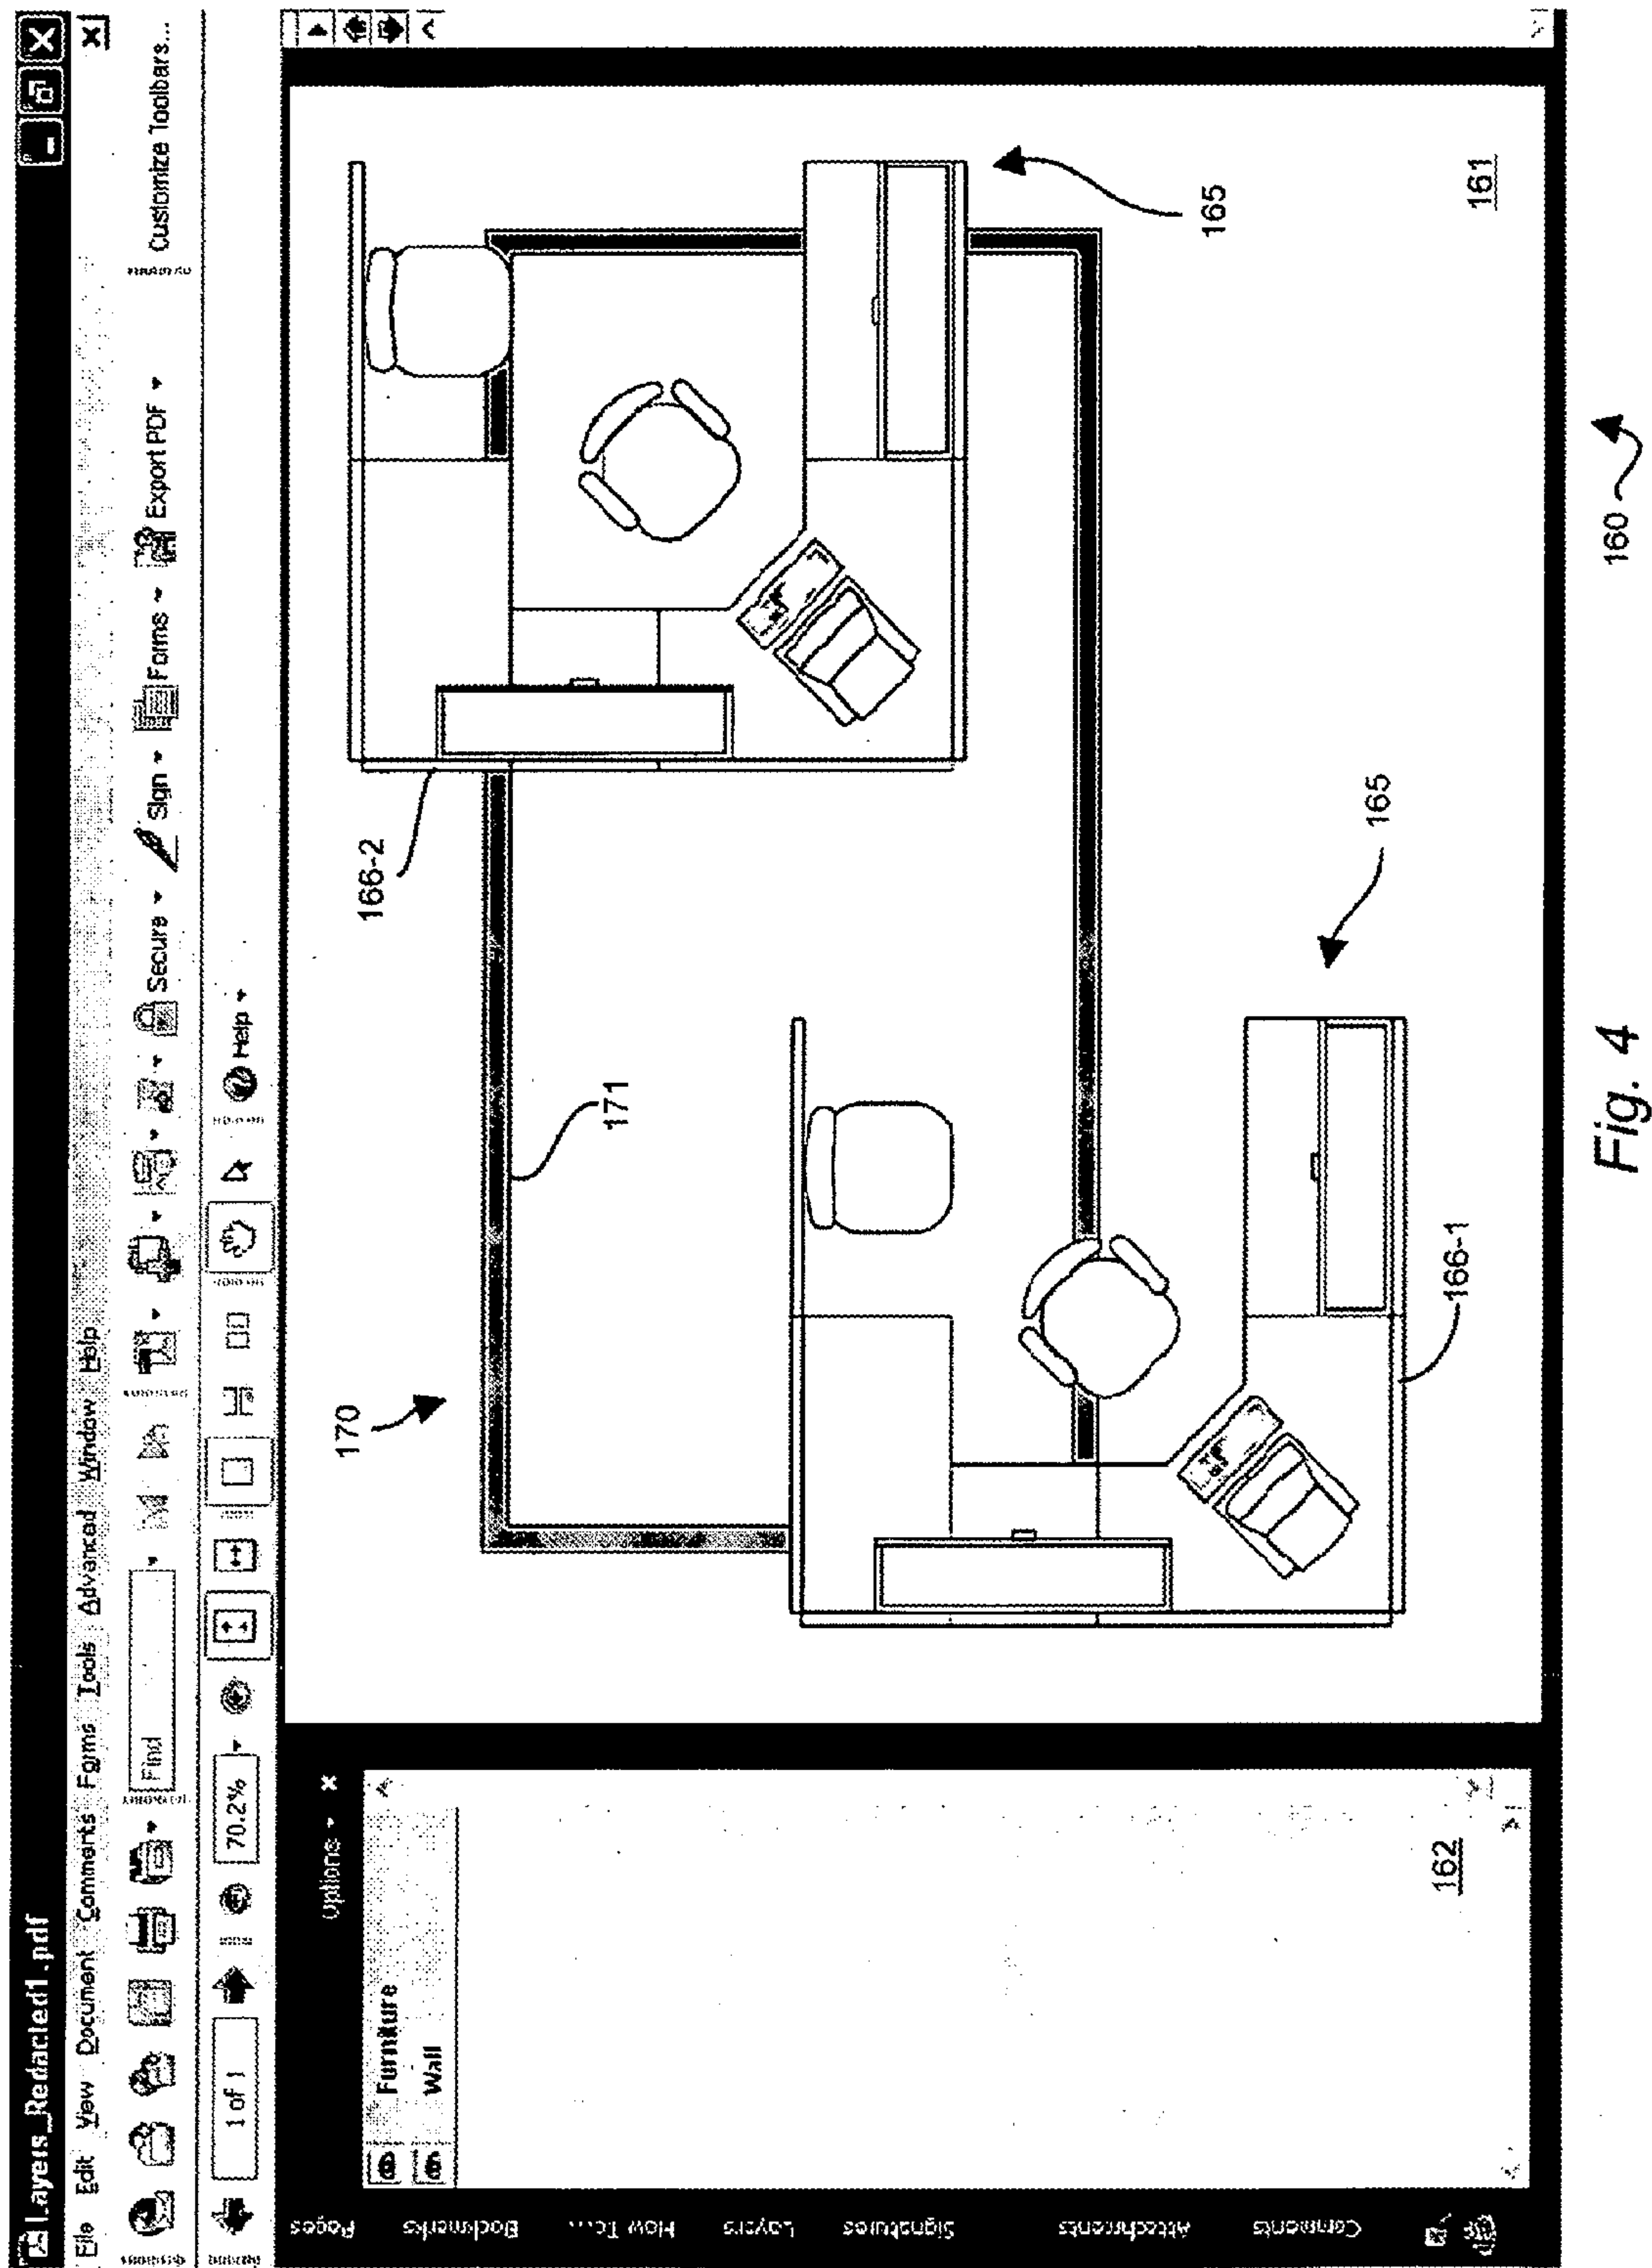 Layers_Redacted1.pdf
File Edit View Document Comments Forms Tools Advanced Window Help
Find
Secure
Sign
Forms
Export PDF
Customize Toolbars...
1 of 1
70.2%
Help
Options
Furniture
Wall
Pages
Bookmarks
How To...
Layers
Signatures
Attachments
Comments
162
170
171
166-2
165
165
166-1
161
160
Fig. 4